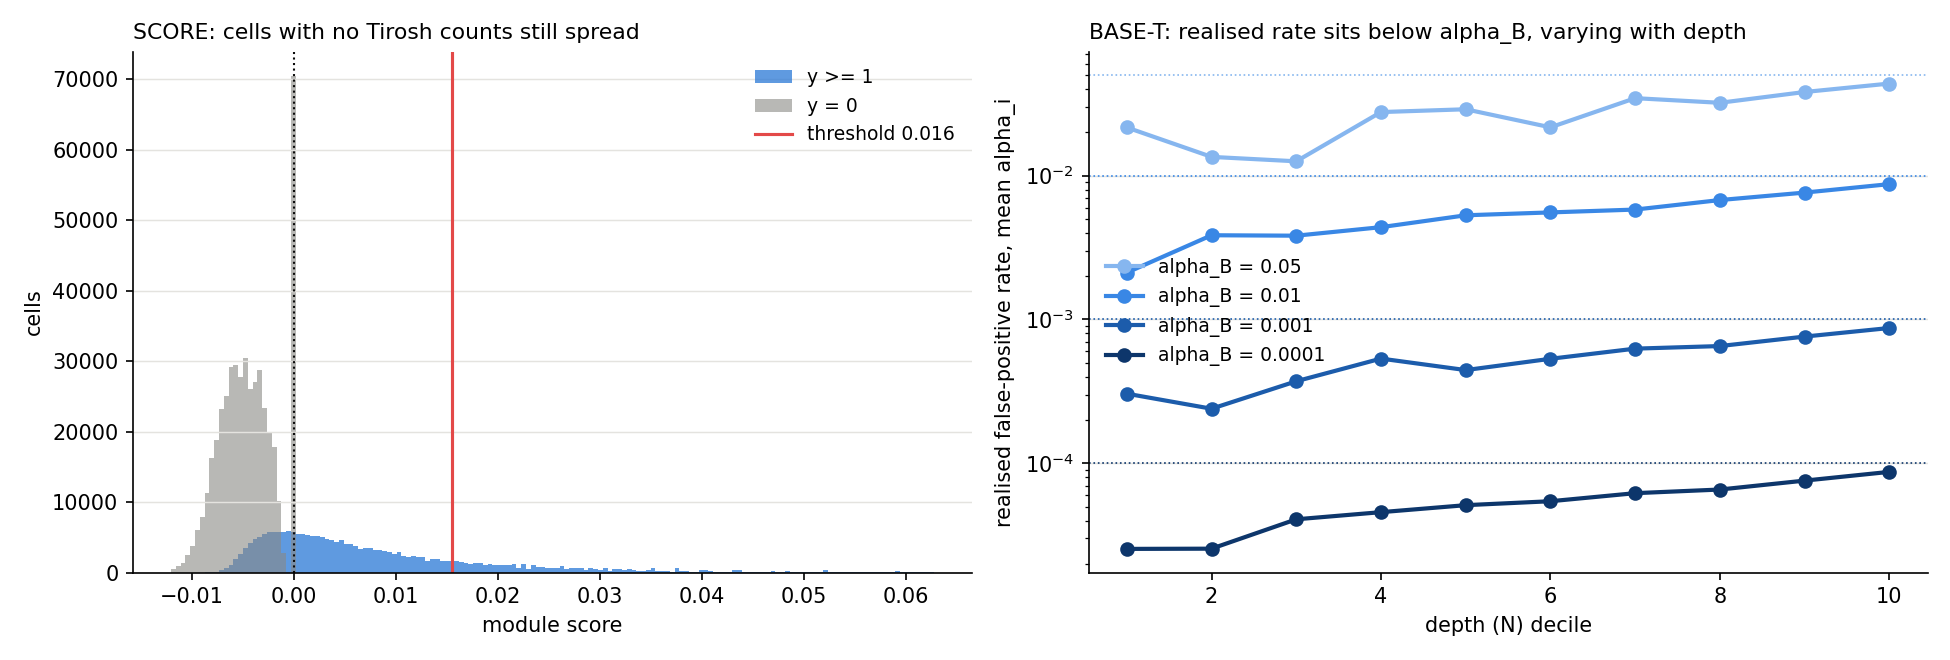 SCORE: cells with no Tirosh counts still spread
cells
70000
60000
50000
40000
30000
20000
10000
0
y >= 1
y = 0
threshold 0.016
−0.01
0.00
0.01
0.02
0.03
0.04
0.05
0.06
module score
BASE-T: realised rate sits below alpha_B, varying with depth
realised false-positive rate, mean alpha_i
10⁻²
10⁻³
10⁻⁴
alpha_B = 0.05
alpha_B = 0.01
alpha_B = 0.001
alpha_B = 0.0001
2
4
6
8
10
depth (N) decile